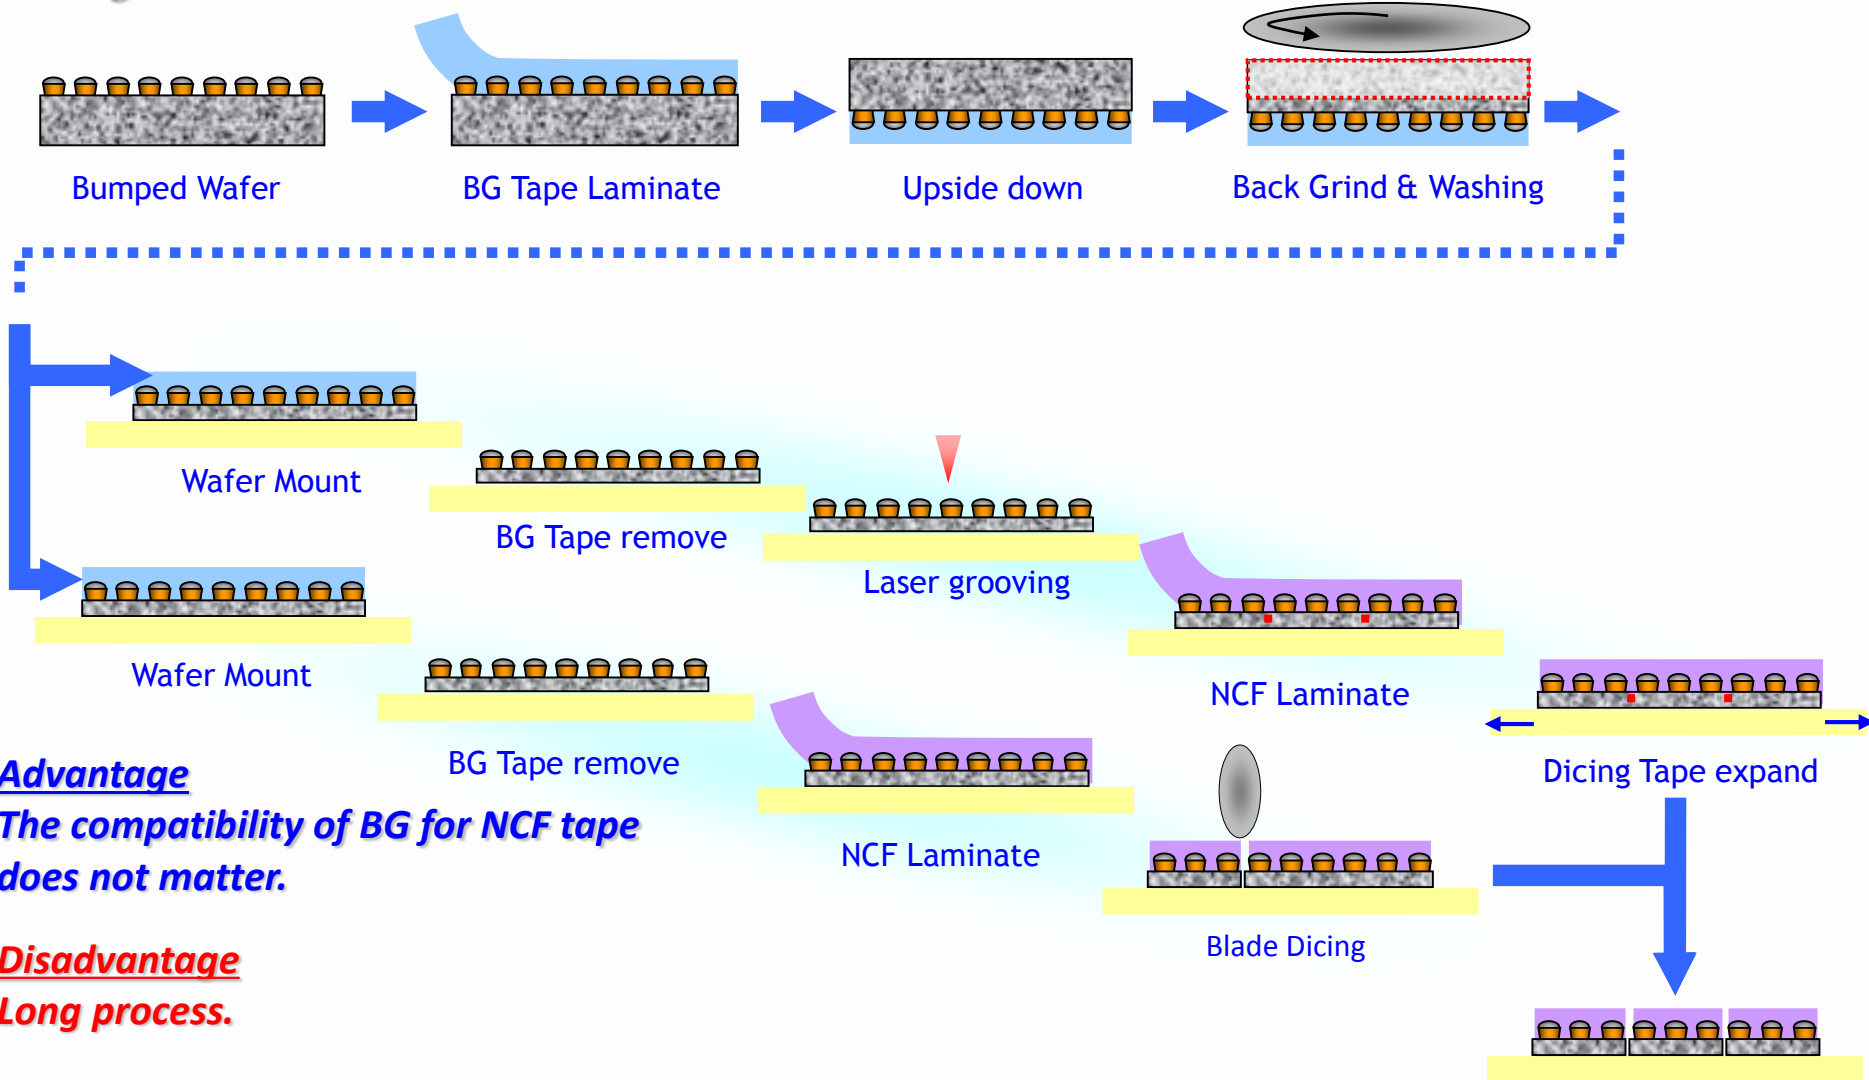 Bumped Wafer
BG Tape Laminate
Upside down
Back Grind & Washing
Wafer Mount
BG Tape remove
Laser grooving
NCF Laminate
Dicing Tape expand
Wafer Mount
BG Tape remove
NCF Laminate
Blade Dicing
Advantage
The compatibility of BG for NCF tape
does not matter.
Disadvantage
Long process.